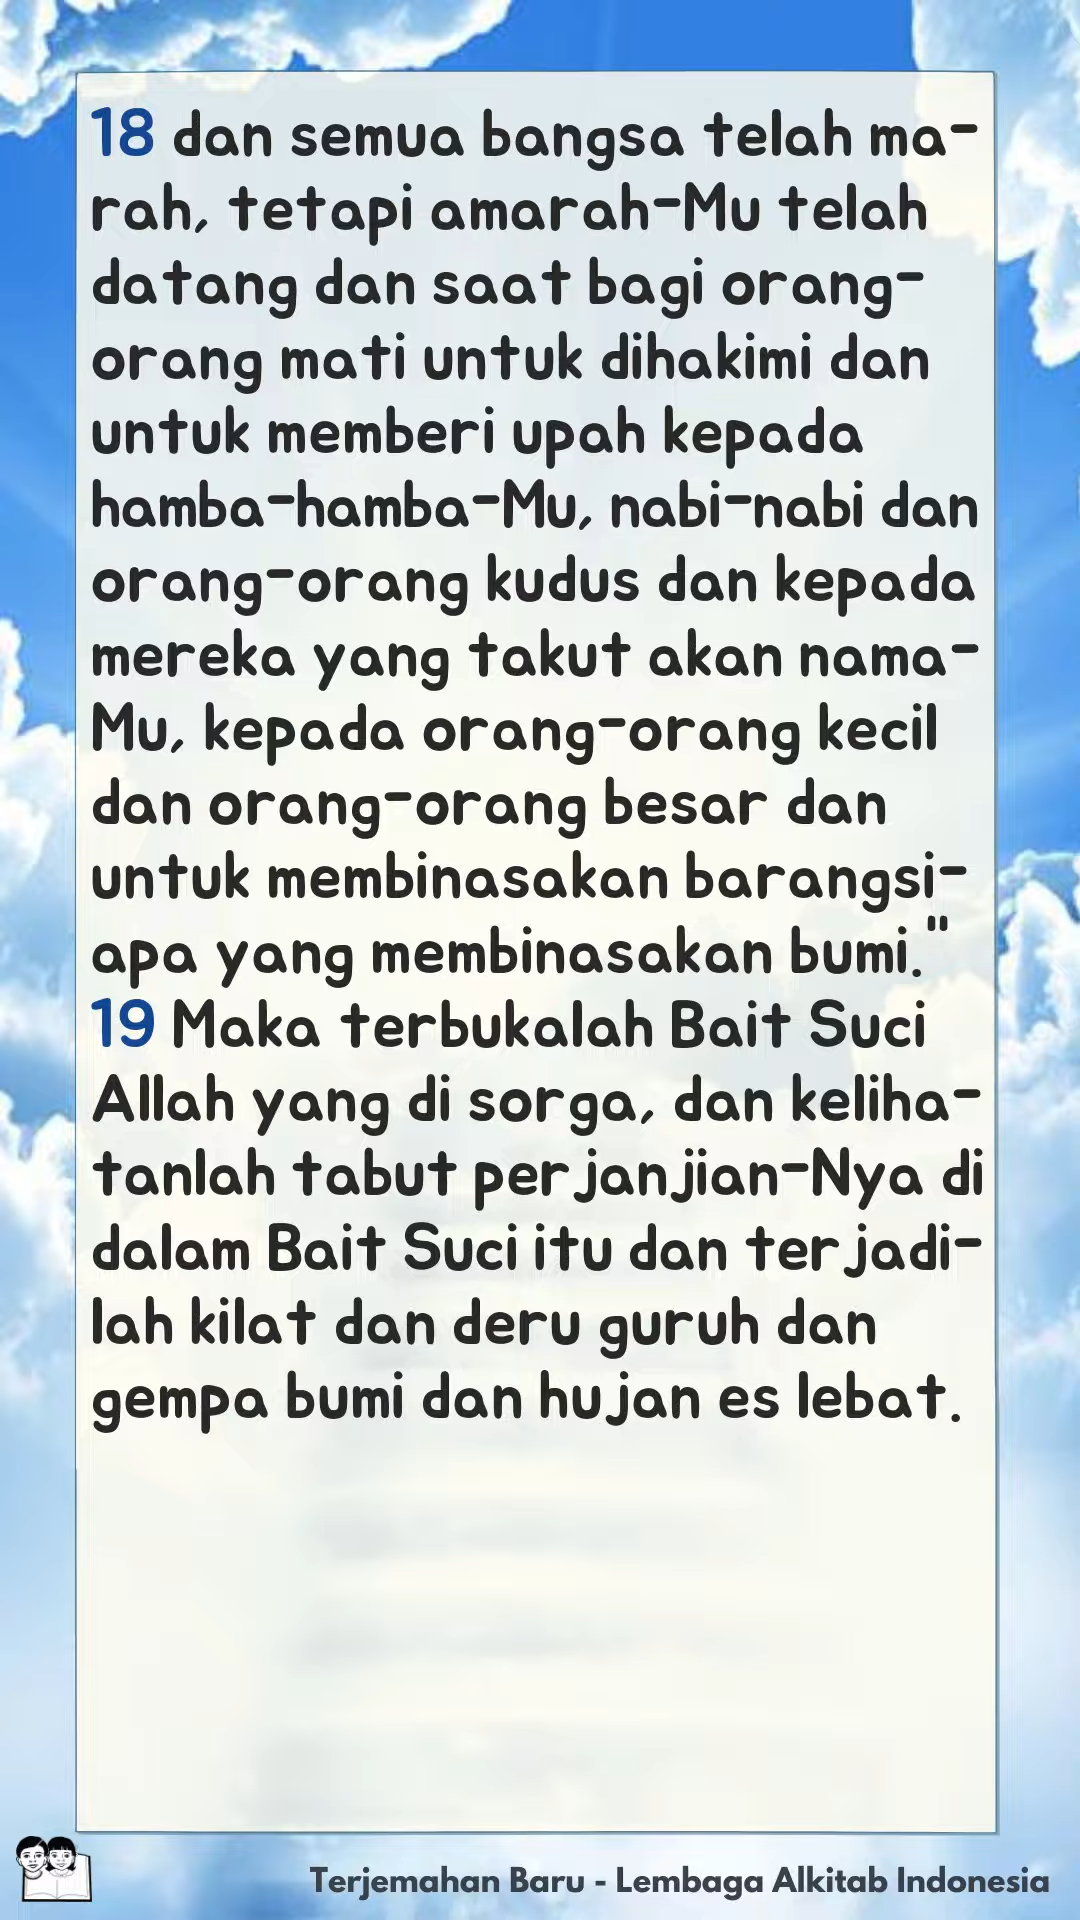 18 dan semua bangsa telah ma-
rah, tetapi amarah-Mu telah
datang dan saat bagi orang-
orang mati untuk dihakimi dan
untuk memberi upah kepada
hamba-hamba-Mu, nabi-nabi dan
orang-orang kudus dan kepada
mereka yang takut akan nama-
Mu, kepada orang-orang kecil
dan orang-orang besar dan
untuk membinasakan barangsi-
apa yang membinasakan bumi."
19 Maka terbukalah Bait Suci
Allah yang di sorga, dan keliha-
tanlah tabut perjanjian-Nya di
dalam Bait Suci itu dan terjadi-
lah kilat dan deru guruh dan
gempa bumi dan hujan es lebat.
Terjemahan Baru - Lembaga Alkitab Indonesia